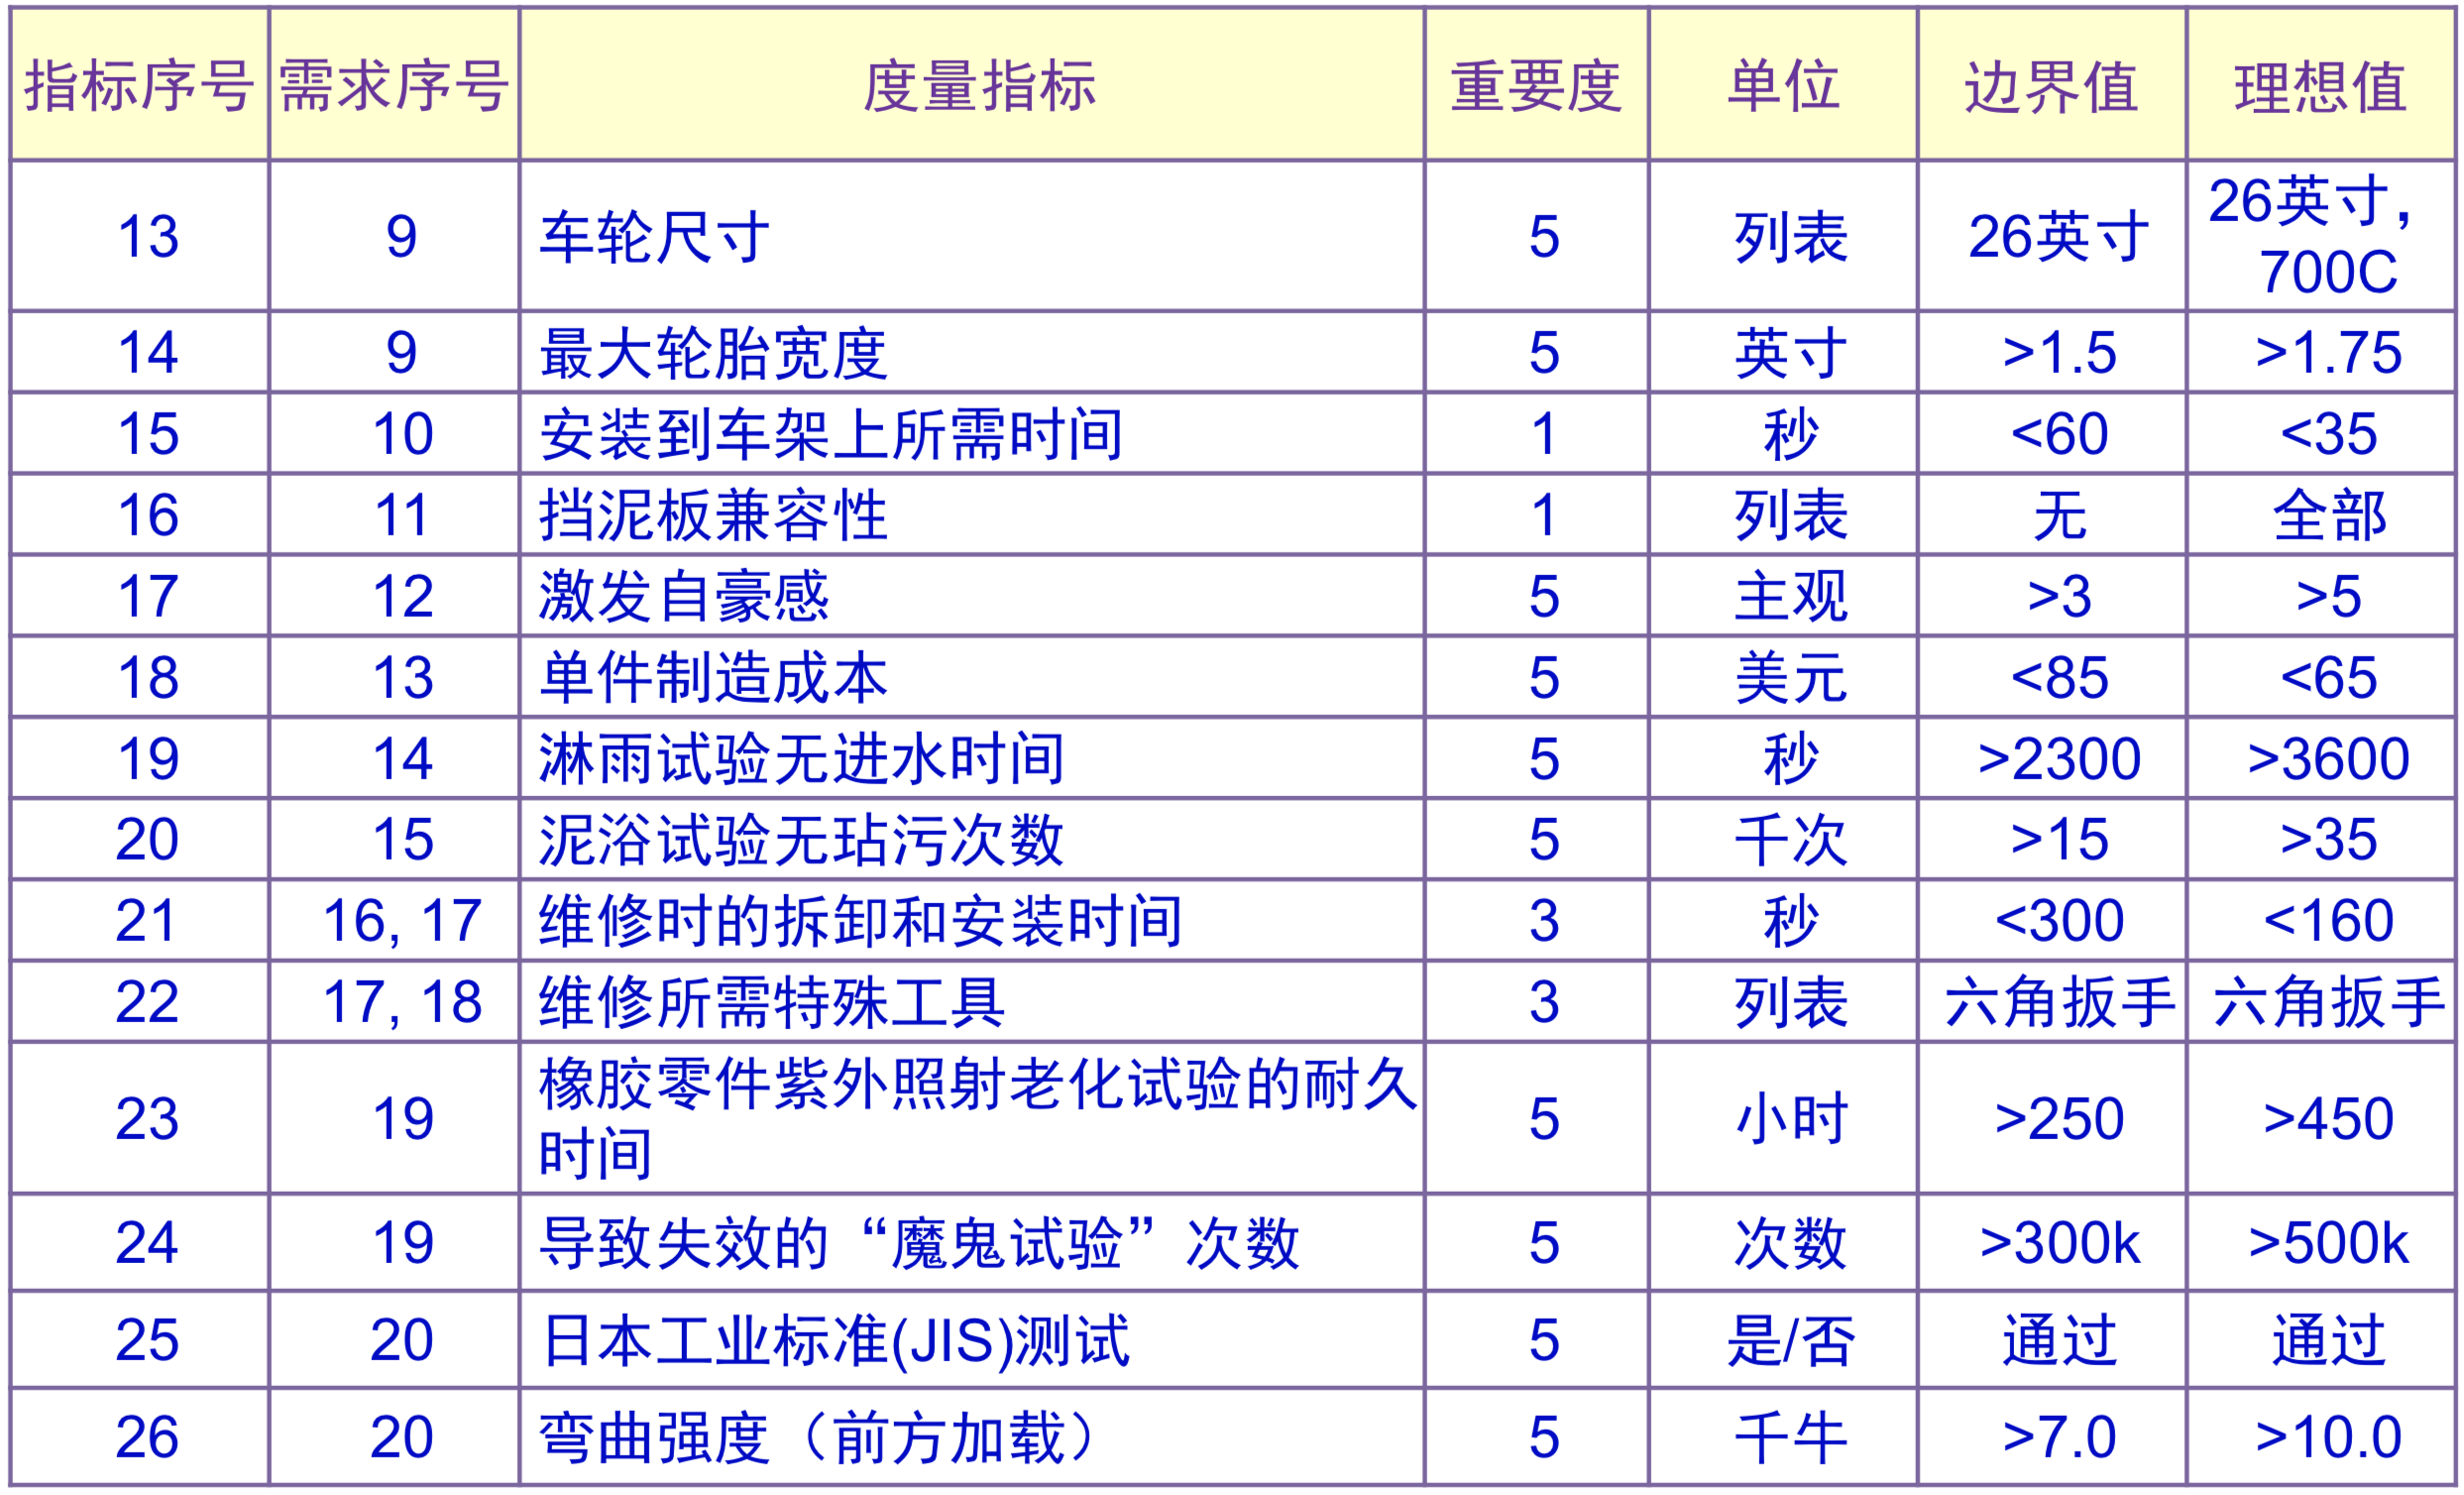 指标序号 需求序号 度量指标 重要度 单位 边界值 理想值
13 9 车轮尺寸 5 列表 26英寸 26英寸,
700C
14 9 最大轮胎宽度 5 英寸 >1.5 >1.75
15 10 安装到车架上所需时间 1 秒 <60 <35
16 11 挡泥板兼容性 1 列表 无 全部
17 12 激发自豪感 5 主观 >3 >5
18 13 单件制造成本 5 美元 <85 <65
19 14 淋雨试验无进水时间 5 秒 >2300 >3600
20 15 泥浴试验无玷污次数 5 千次 >15 >35
21 16, 17 维修时的拆卸和安装时间 3 秒 <300 <160
22 17, 18 维修所需特殊工具 3 列表 六角扳手 六角扳手
23 19 橡胶零件紫外照射老化试验的耐久 5 小时 >250 >450
时间
24 19 导致失效的“魔鬼试验”次数 5 次数 >300k >500k
25 20 日本工业标准(JIS)测试 5 是/否 通过 通过
26 20 弯曲强度（前方加载） 5 千牛 >7.0 >10.0